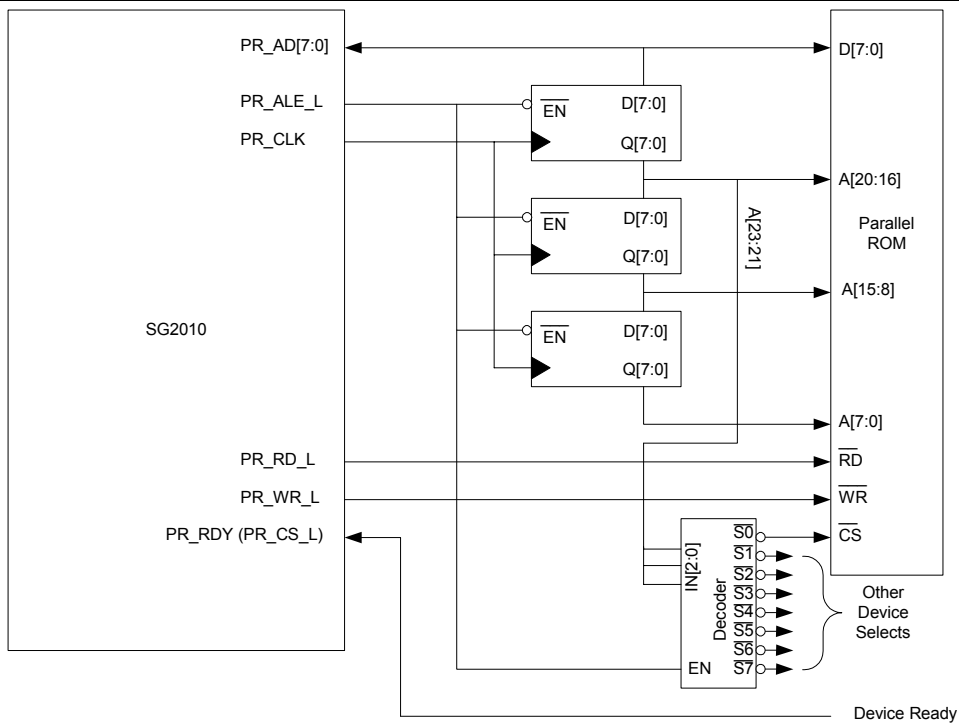 SG2010
PR_AD[7:0]
PR_ALE_L
PR_CLK
PR_RD_L
PR_WR_L
PR_RDY (PR_CS_L)
EN
D[7:0]
Q[7:0]
EN
D[7:0]
Q[7:0]
EN
D[7:0]
Q[7:0]
A[23:21]
D[7:0]
A[20:16]
Parallel
ROM
A[15:8]
A[7:0]
RD
WR
CS
IN[2:0]
Decoder
EN
S0
S1
S2
S3
S4
S5
S6
S7
Other
Device
Selects
Device Ready